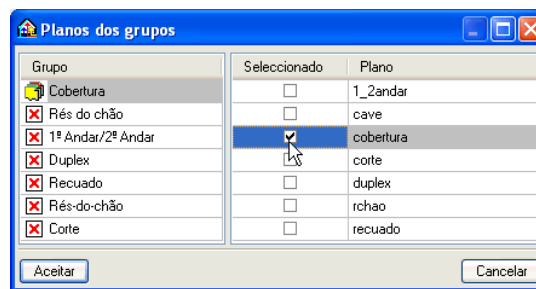 Planos dos grupos
Grupo Seleccionado Plano
Cobertura 1_2andar
Rés do chão cave
1º Andar/2º Andar cobertura
Duplex corte
Recuado duplex
Rés-do-chão rchao
Corte recuado
Aceitar Cancelar